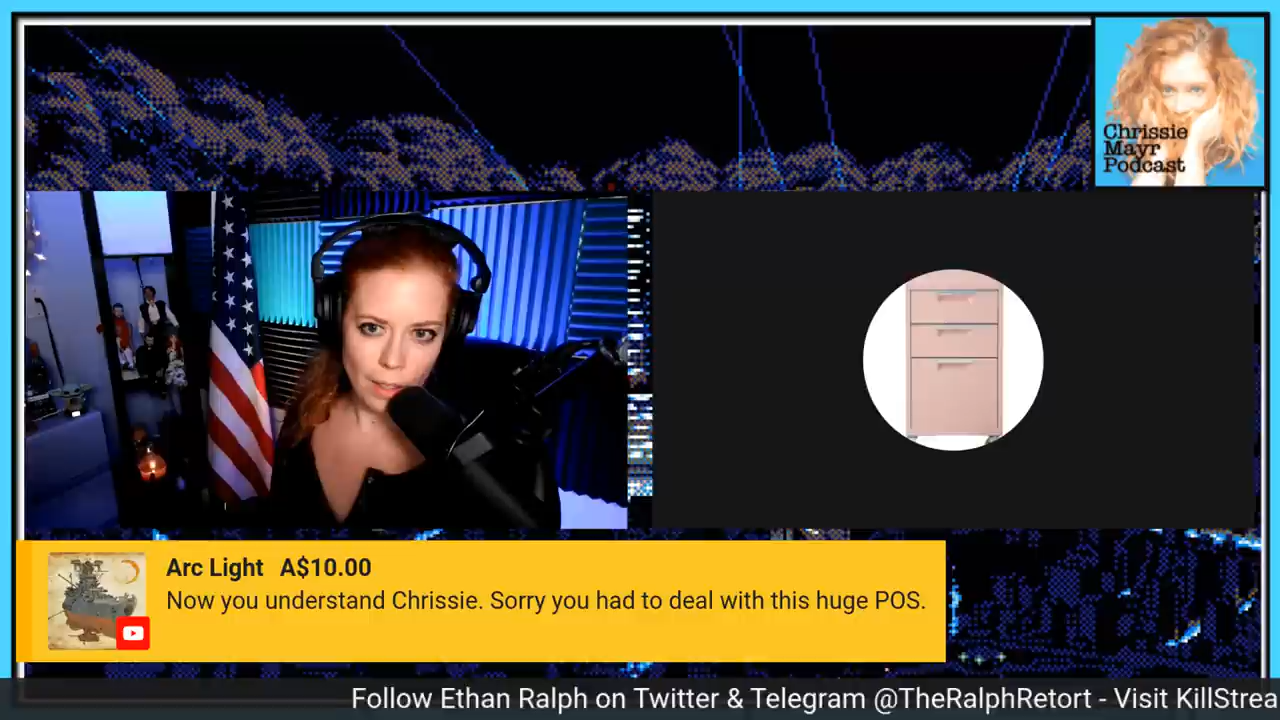 Chrissie
Mayr
Podcast
Arc Light A$10.00
Now you understand Chrissie. Sorry you had to deal with this huge POS.
Follow Ethan Ralph on Twitter & Telegram @TheRalphRetort - Visit KillStrea